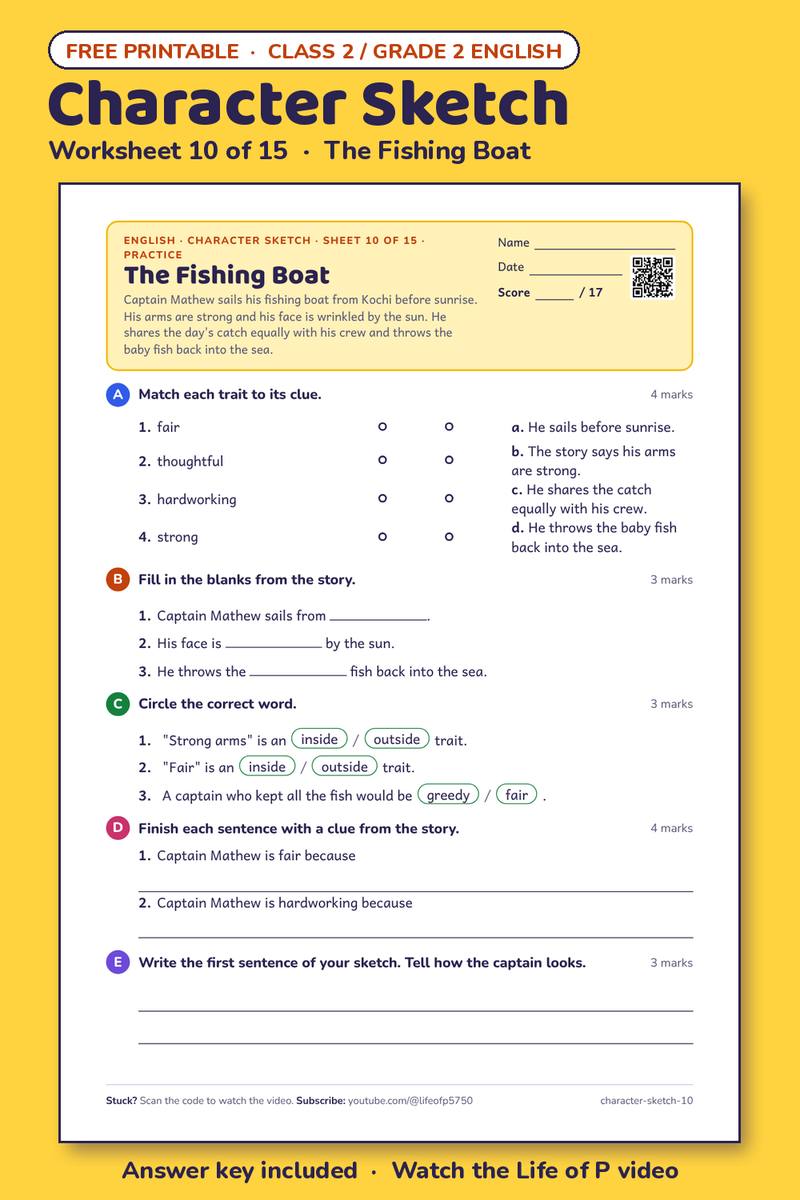 FREE PRINTABLE · CLASS 2 / GRADE 2 ENGLISH
Character Sketch
Worksheet 10 of 15 · The Fishing Boat
ENGLISH · CHARACTER SKETCH · SHEET 10 OF 15 ·
PRACTICE
The Fishing Boat
Captain Mathew sails his fishing boat from Kochi before sunrise.
His arms are strong and his face is wrinkled by the sun. He
shares the day's catch equally with his crew and throws the
baby fish back into the sea.
Name ____________
Date ____________
Score ______ / 17
A Match each trait to its clue. 4 marks
1. fair
a. He sails before sunrise.
2. thoughtful
b. The story says his arms
are strong.
3. hardworking
c. He shares the catch
equally with his crew.
4. strong
d. He throws the baby fish
back into the sea.
B Fill in the blanks from the story. 3 marks
1. Captain Mathew sails from ____________.
2. His face is ____________ by the sun.
3. He throws the ____________ fish back into the sea.
C Circle the correct word. 3 marks
1. "Strong arms" is an inside / outside trait.
2. "Fair" is an inside / outside trait.
3. A captain who kept all the fish would be greedy / fair .
D Finish each sentence with a clue from the story. 4 marks
1. Captain Mathew is fair because
2. Captain Mathew is hardworking because
E Write the first sentence of your sketch. Tell how the captain looks. 3 marks
Stuck? Scan the code to watch the video. Subscribe: youtube.com/@lifeofp5750
character-sketch-10
Answer key included · Watch the Life of P video